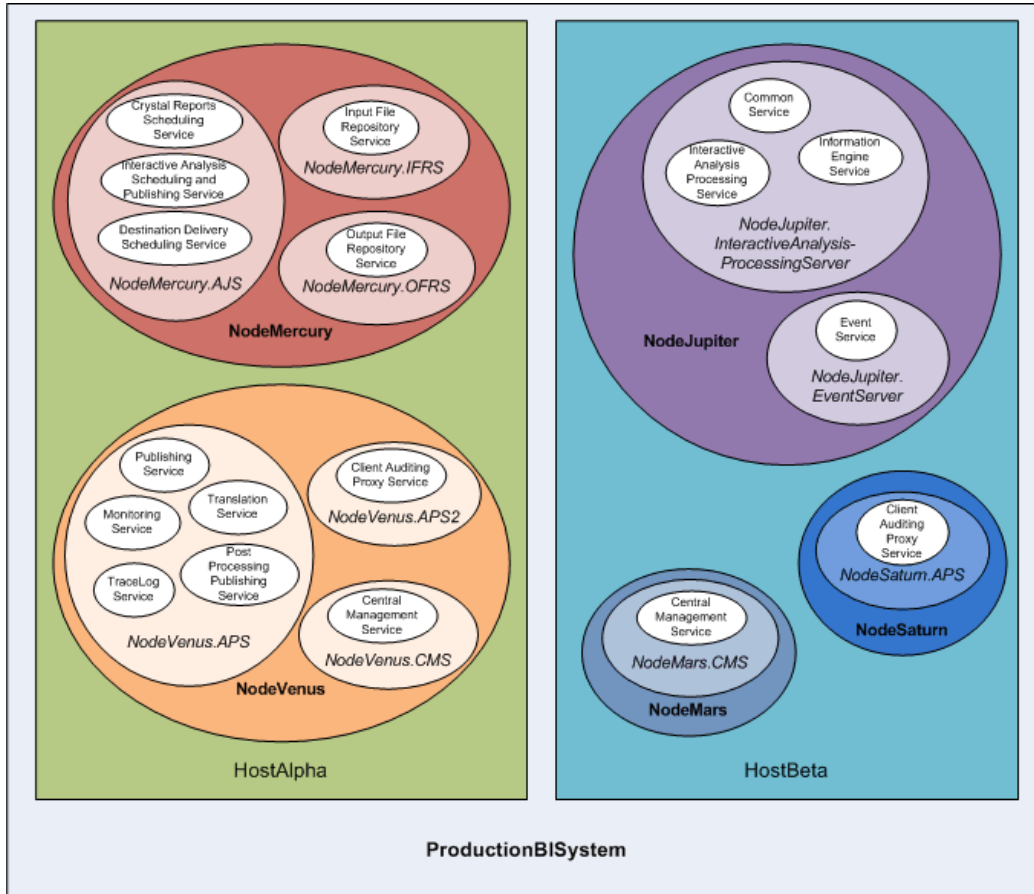 Crystal Reports
Scheduling
Service
Interactive Analysis
Scheduling and
Publishing Service
Destination Delivery
Scheduling Service
NodeMercury.AJS
Input File
Repository
Service
NodeMercury.IFRS
Output File
Repository
Service
NodeMercury.OFRS
NodeMercury
Publishing
Service
Monitoring
Service
Translation
Service
TraceLog
Service
Post
Processing
Publishing
Service
NodeVenus.APS
Client Auditing
Proxy Service
NodeVenus.APS2
Central
Management
Service
NodeVenus.CMS
NodeVenus
HostAlpha
Common
Service
Interactive
Analysis
Processing
Service
Information
Engine
Service
NodeJupiter.
InteractiveAnalysis-
ProcessingServer
Event
Service
NodeJupiter.
EventServer
NodeJupiter
Client
Auditing
Proxy
Service
NodeSaturn.APS
NodeSaturn
Central
Management
Service
NodeMars.CMS
NodeMars
HostBeta
ProductionBISystem